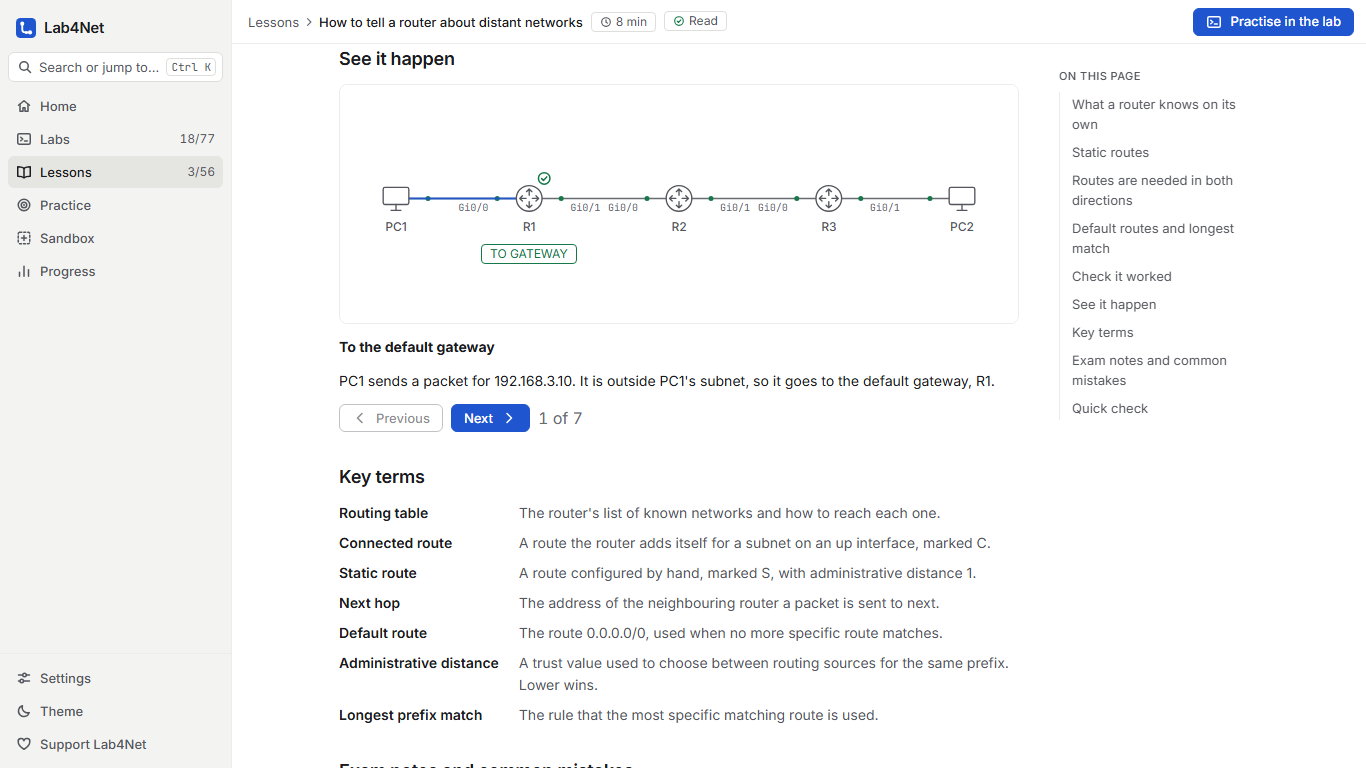 Lab4Net
Search or jump to... Ctrl K
Home
Labs 18/77
Lessons 3/56
Practice
Sandbox
Progress
Settings
Theme
Support Lab4Net
Lessons > How to tell a router about distant networks 8 min Read
Practise in the lab
See it happen
Gi0/0 Gi0/1 Gi0/0 Gi0/1 Gi0/0 Gi0/1
PC1 R1 R2 R3 PC2
TO GATEWAY
To the default gateway
PC1 sends a packet for 192.168.3.10. It is outside PC1's subnet, so it goes to the default gateway, R1.
Previous Next 1 of 7
Key terms
Routing table The router's list of known networks and how to reach each one.
Connected route A route the router adds itself for a subnet on an up interface, marked C.
Static route A route configured by hand, marked S, with administrative distance 1.
Next hop The address of the neighbouring router a packet is sent to next.
Default route The route 0.0.0.0/0, used when no more specific route matches.
Administrative distance A trust value used to choose between routing sources for the same prefix.
Lower wins.
Longest prefix match The rule that the most specific matching route is used.
Exam notes and common mistakes
ON THIS PAGE
What a router knows on its
own
Static routes
Routes are needed in both
directions
Default routes and longest
match
Check it worked
See it happen
Key terms
Exam notes and common
mistakes
Quick check